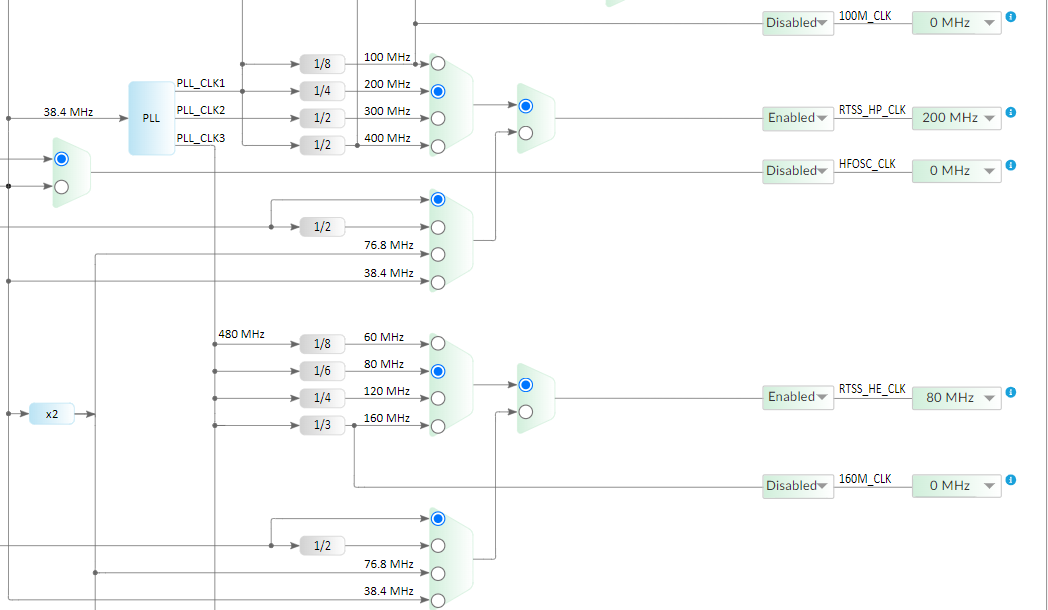 Disabled 100M_CLK 0 MHz
1/8 100 MHz
PLL_CLK1 1/4 200 MHz
38.4 MHz PLL PLL_CLK2 1/2 300 MHz Enabled RTSS_HP_CLK 200 MHz
PLL_CLK3 1/2 400 MHz
Disabled HFOSC_CLK 0 MHz
1/2
76.8 MHz
38.4 MHz
480 MHz 1/8 60 MHz
1/6 80 MHz
1/4 120 MHz Enabled RTSS_HE_CLK 80 MHz
x2 1/3 160 MHz
Disabled 160M_CLK 0 MHz
1/2
76.8 MHz
38.4 MHz